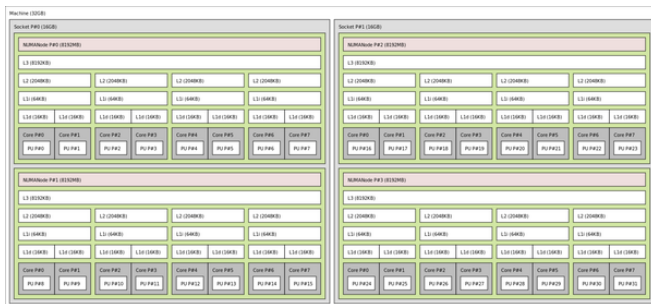 Machine (32GB)
Socket P#0 (16GB)
NUMANode P#0 (8192MB)
L3 (8192KB)
L2 (2048KB) L2 (2048KB) L2 (2048KB) L2 (2048KB)
L1i (64KB) L1i (64KB) L1i (64KB) L1i (64KB)
L1d (16KB) L1d (16KB) L1d (16KB) L1d (16KB) L1d (16KB) L1d (16KB) L1d (16KB) L1d (16KB)
Core P#0 Core P#1 Core P#2 Core P#3 Core P#4 Core P#5 Core P#6 Core P#7
PU P#0 PU P#1 PU P#2 PU P#3 PU P#4 PU P#5 PU P#6 PU P#7
NUMANode P#1 (8192MB)
L3 (8192KB)
L2 (2048KB) L2 (2048KB) L2 (2048KB) L2 (2048KB)
L1i (64KB) L1i (64KB) L1i (64KB) L1i (64KB)
L1d (16KB) L1d (16KB) L1d (16KB) L1d (16KB) L1d (16KB) L1d (16KB) L1d (16KB) L1d (16KB)
Core P#0 Core P#1 Core P#2 Core P#3 Core P#4 Core P#5 Core P#6 Core P#7
PU P#8 PU P#9 PU P#10 PU P#11 PU P#12 PU P#13 PU P#14 PU P#15
Socket P#1 (16GB)
NUMANode P#2 (8192MB)
L3 (8192KB)
L2 (2048KB) L2 (2048KB) L2 (2048KB) L2 (2048KB)
L1i (64KB) L1i (64KB) L1i (64KB) L1i (64KB)
L1d (16KB) L1d (16KB) L1d (16KB) L1d (16KB) L1d (16KB) L1d (16KB) L1d (16KB) L1d (16KB)
Core P#0 Core P#1 Core P#2 Core P#3 Core P#4 Core P#5 Core P#6 Core P#7
PU P#16 PU P#17 PU P#18 PU P#19 PU P#20 PU P#21 PU P#22 PU P#23
NUMANode P#3 (8192MB)
L3 (8192KB)
L2 (2048KB) L2 (2048KB) L2 (2048KB) L2 (2048KB)
L1i (64KB) L1i (64KB) L1i (64KB) L1i (64KB)
L1d (16KB) L1d (16KB) L1d (16KB) L1d (16KB) L1d (16KB) L1d (16KB) L1d (16KB) L1d (16KB)
Core P#0 Core P#1 Core P#2 Core P#3 Core P#4 Core P#5 Core P#6 Core P#7
PU P#24 PU P#25 PU P#26 PU P#27 PU P#28 PU P#29 PU P#30 PU P#31